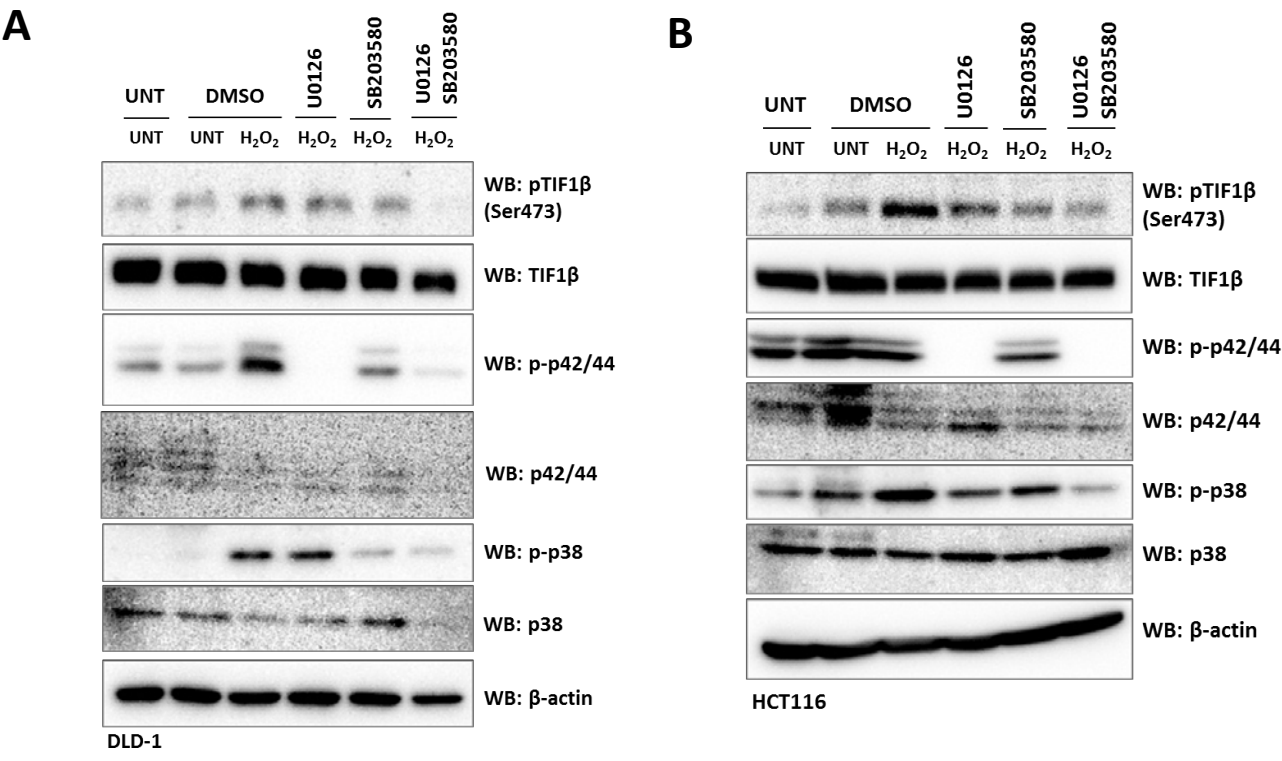 A
UNT
DMSO
U0126
SB203580
U0126
SB203580
UNT
UNT
H₂O₂
H₂O₂
H₂O₂
H₂O₂
WB: pTIF1β
(Ser473)
WB: TIF1β
WB: p-p42/44
WB: p42/44
WB: p-p38
WB: p38
WB: β-actin
DLD-1
B
UNT
DMSO
U0126
SB203580
U0126
SB203580
UNT
UNT
H₂O₂
H₂O₂
H₂O₂
H₂O₂
WB: pTIF1β
(Ser473)
WB: TIF1β
WB: p-p42/44
WB: p42/44
WB: p-p38
WB: p38
WB: β-actin
HCT116